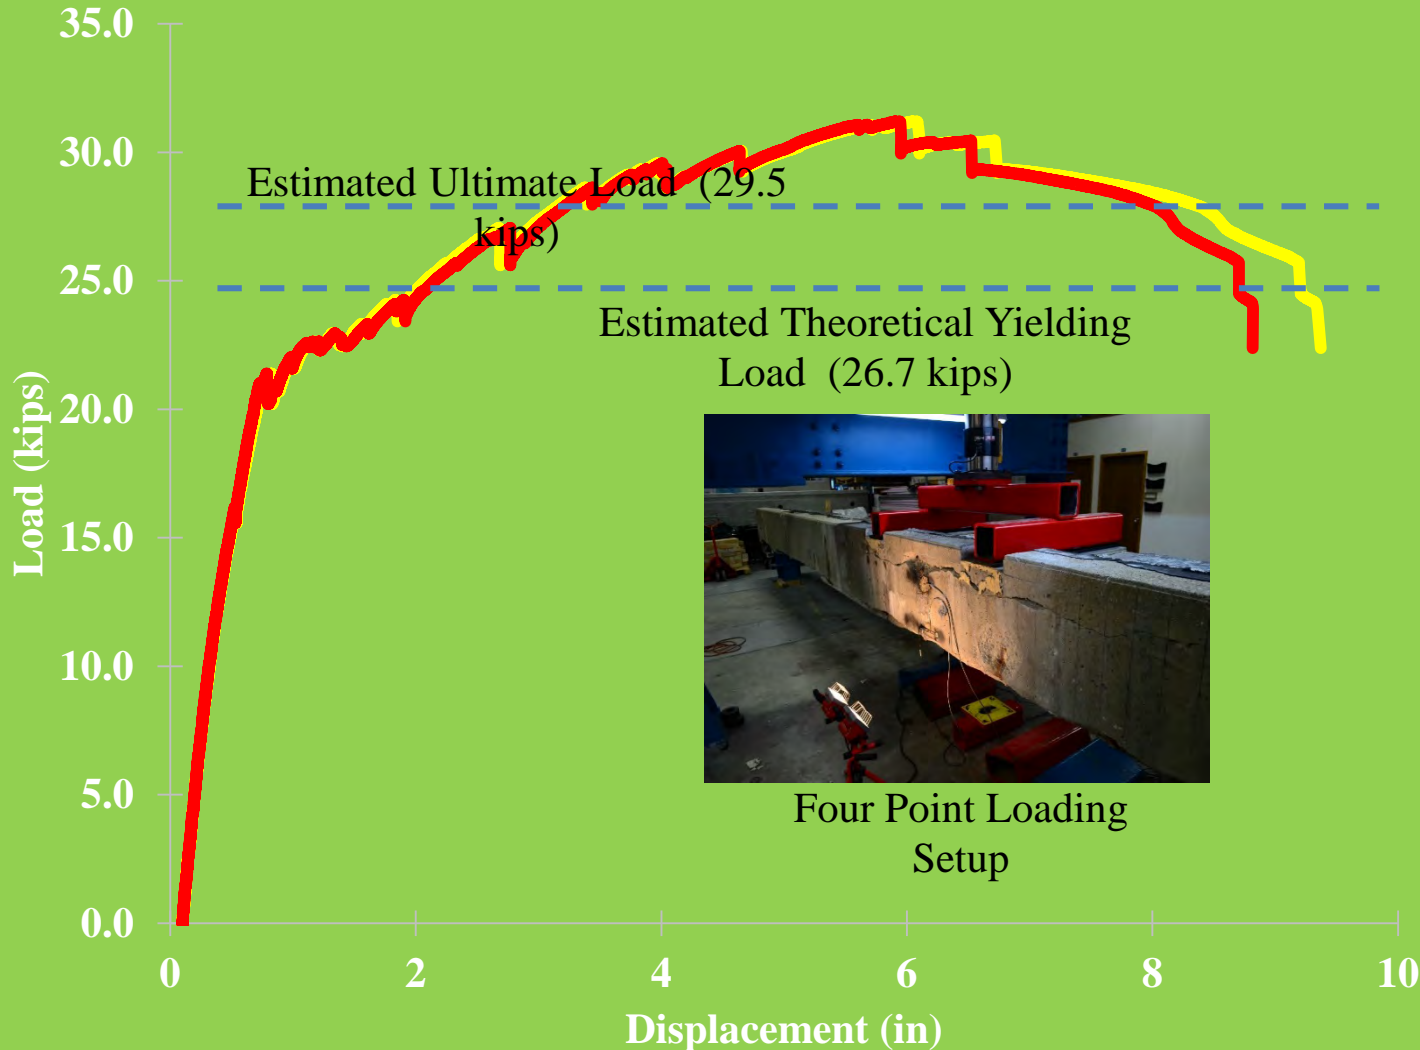 35.0
30.0
25.0
20.0
15.0
10.0
5.0
0.0
Load (kips)
Estimated Ultimate Load (29.5
kips)
Estimated Theoretical Yielding
Load (26.7 kips)
Four Point Loading
Setup
0 2 4 6 8 10
Displacement (in)